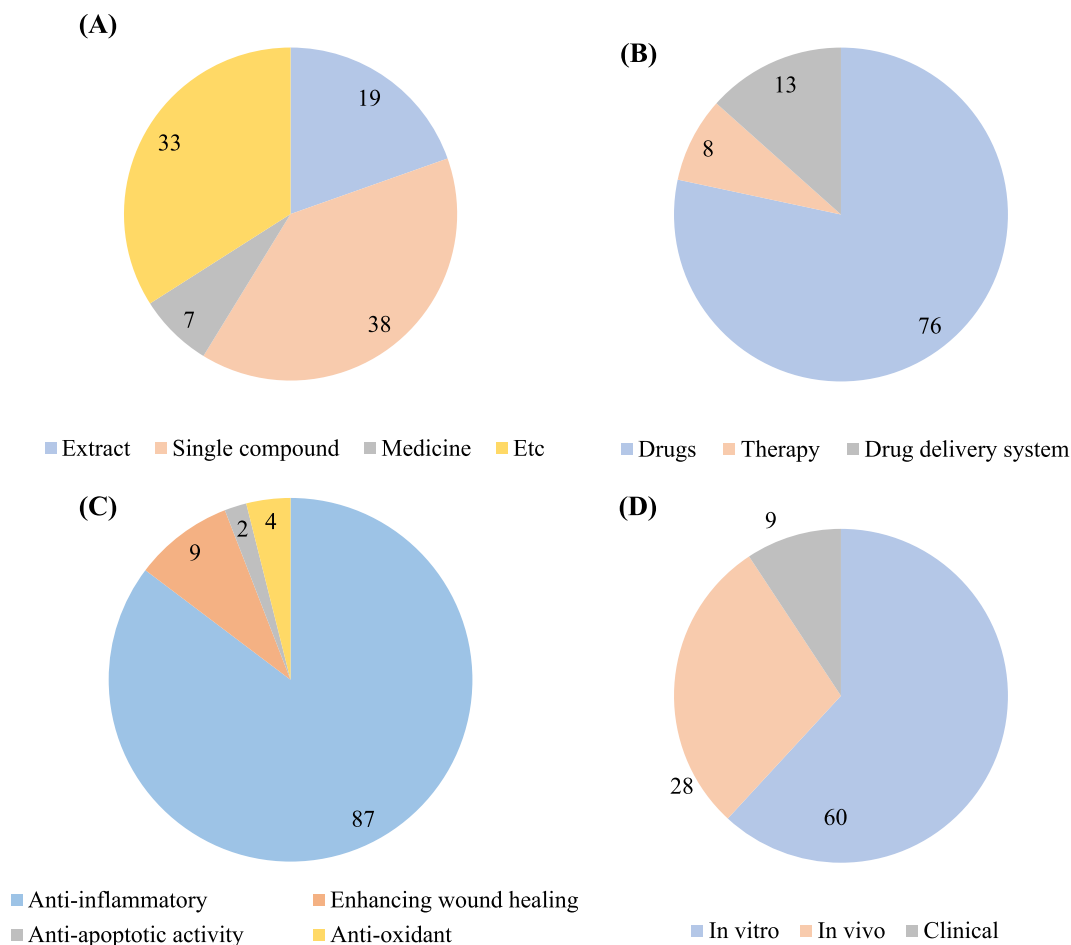 (A)
19
33
7
38
Extract Single compound Medicine Etc
(B)
13
8
76
Drugs Therapy Drug delivery system
(C)
2
4
9
87
Anti-inflammatory Enhancing wound healing
Anti-apoptotic activity Anti-oxidant
(D)
9
28
60
In vitro In vivo Clinical